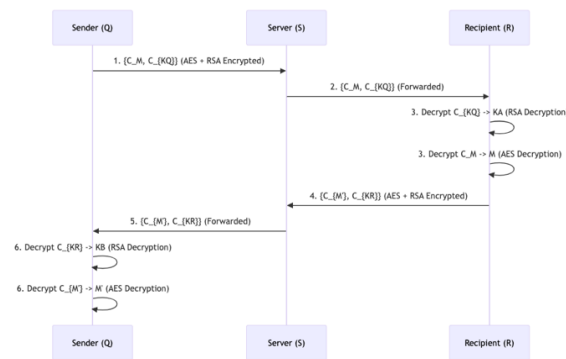 Sender (Q)
Server (S)
Recipient (R)
1. {C_M, C_{KQ}} (AES + RSA Encrypted)
2. {C_M, C_{KQ}} (Forwarded)
3. Decrypt C_{KQ} -> KA (RSA Decryption
3. Decrypt C_M -> M (AES Decryption)
4. {C_{M'}, C_{KR}} (AES + RSA Encrypted)
5. {C_{M'}, C_{KR}} (Forwarded)
6. Decrypt C_{KR} -> KB (RSA Decryption)
6. Decrypt C_{M'} -> M' (AES Decryption)
Sender (Q)
Server (S)
Recipient (R)